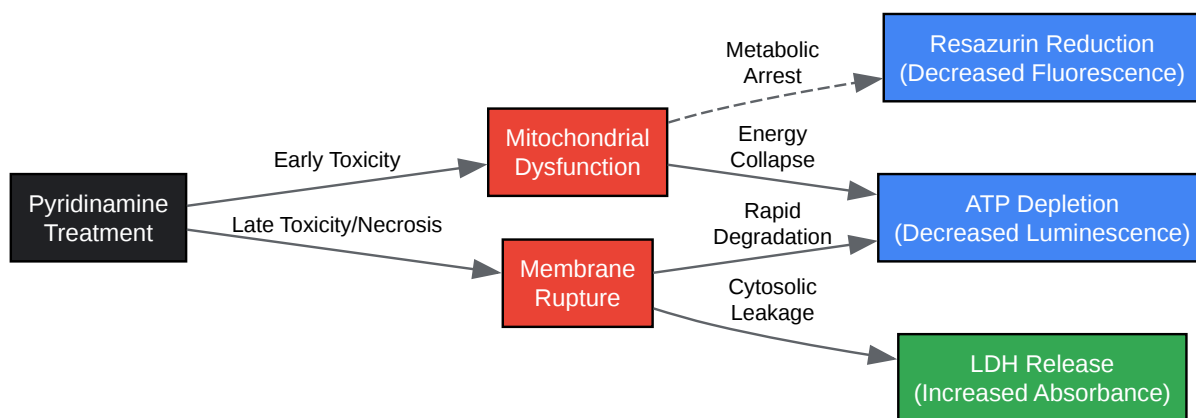 Pyridinamine
Treatment
Early Toxicity
Late Toxicity/Necrosis
Mitochondrial
Dysfunction
Membrane
Rupture
Metabolic
Arrest
Energy
Collapse
Rapid
Degradation
Cytosolic
Leakage
Resazurin Reduction
(Decreased Fluorescence)
ATP Depletion
(Decreased Luminescence)
LDH Release
(Increased Absorbance)